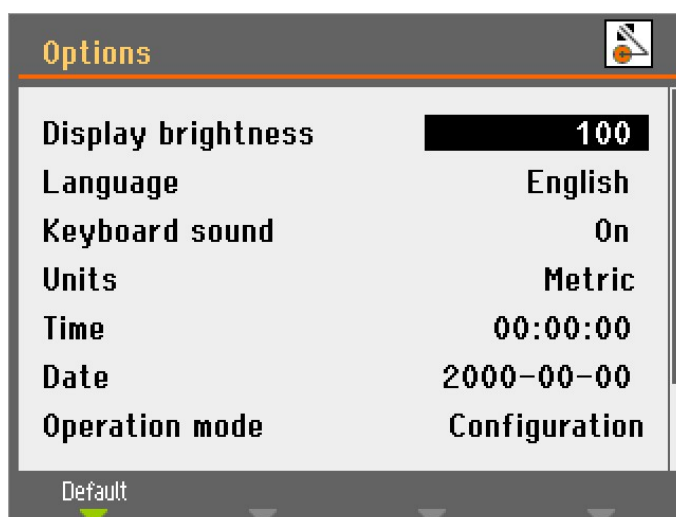 Options
Display brightness 100
Language English
Keyboard sound On
Units Metric
Time 00:00:00
Date 2000-00-00
Operation mode Configuration
Default